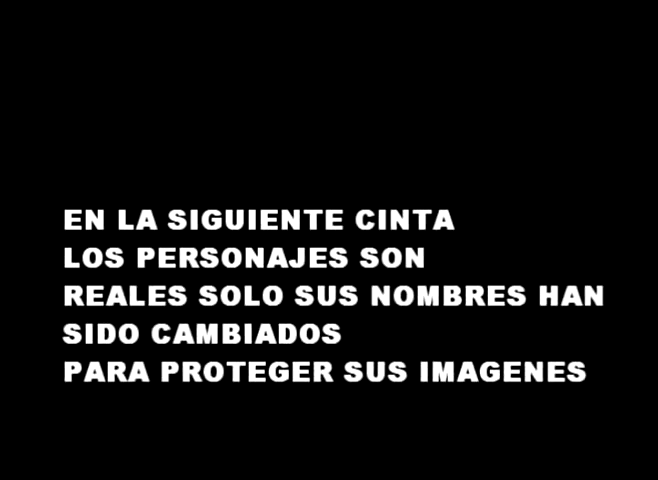 EN LA SIGUIENTE CINTA
LOS PERSONAJES SON
REALES SOLO SUS NOMBRES HAN
SIDO CAMBIADOS
PARA PROTEGER SUS IMAGENES